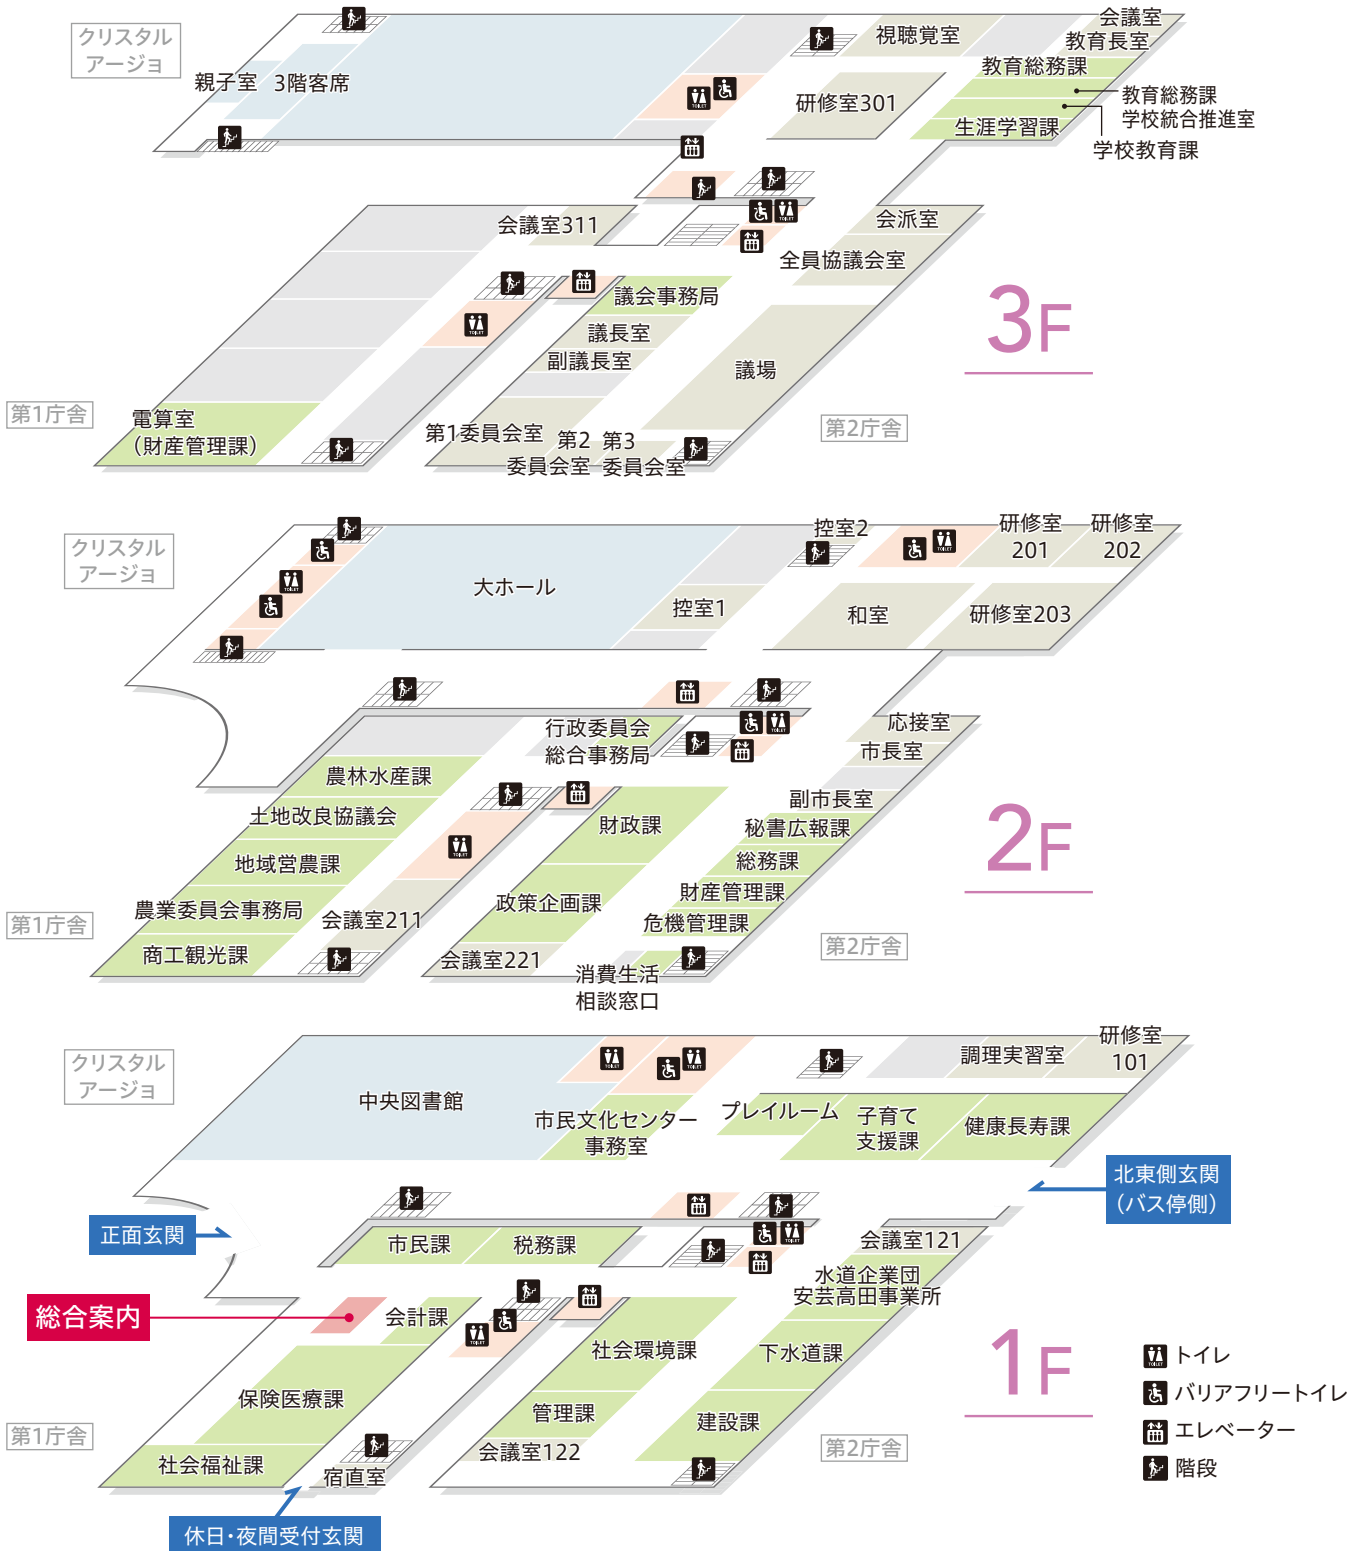 クリスタル
アージョ
親子室
3階客席
視聴覚室
会議室
教育長室
教育総務課
研修室301
教育総務課
学校統合推進室
生涯学習課
学校教育課
会議室311
会派室
全員協議会室
議会事務局
議長室
副議長室
議場
3F
第1庁舎
電算室
（財産管理課）
第1委員会室
第2
委員会室
第3
委員会室
第2庁舎
クリスタル
アージョ
大ホール
控室2
研修室
201
研修室
202
控室1
和室
研修室203
行政委員会
総合事務局
応接室
市長室
農林水産課
土地改良協議会
地域営農課
農業委員会事務局
商工観光課
会議室211
財政課
政策企画課
会議室221
副市長室
秘書広報課
総務課
財産管理課
危機管理課
消費生活
相談窓口
2F
第1庁舎
第2庁舎
クリスタル
アージョ
中央図書館
市民文化センター
事務室
プレイルーム
子育て
支援課
調理実習室
研修室
101
健康長寿課
北東側玄関
（バス停側）
正面玄関
市民課
税務課
会議室121
水道企業団
安芸高田事業所
総合案内
会計課
保険医療課
社会福祉課
宿直室
社会環境課
管理課
会議室122
下水道課
建設課
1F
第1庁舎
第2庁舎
休日・夜間受付玄関
トイレ
バリアフリートイレ
エレベーター
階段